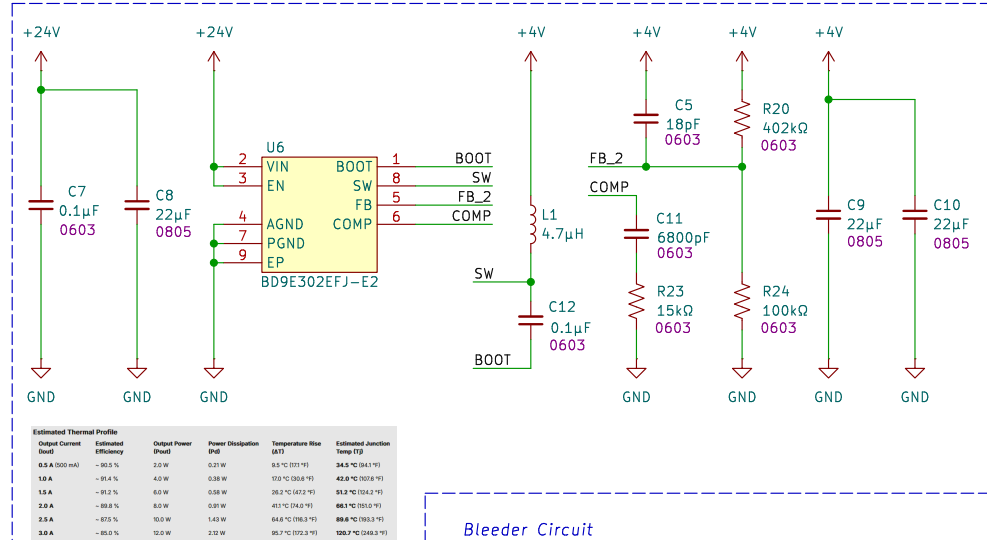 +24V
+24V
+4V
+4V
+4V
+4V
C7
0.1μF
0603
C8
22μF
0805
U6
2 VIN
3 EN
4 AGND
7 PGND
9 EP
BOOT 1 BOOT
SW 8 SW
FB 5 FB_2
COMP 6 COMP
BD9E302EFJ-E2
L1
4.7μH
SW
C12
0.1μF
0603
BOOT
C5
18pF
0603
R20
402kΩ
0603
FB_2
COMP
C11
6800pF
0603
R23
15kΩ
0603
R24
100kΩ
0603
C9
22μF
0805
C10
22μF
0805
GND
GND
GND
GND
GND
GND
GND
Estimated Thermal Profile
Output Current (Iout) Estimated Efficiency Output Power (Pout) Power Dissipation (Pd) Temperature Rise (ΔT) Estimated Junction Temp (Tj)
0.5 A (500 mA) ~ 90.5 % 2.0 W 0.21 W 9.5 °C (17.1 °F) 34.5 °C (94.1 °F)
1.0 A ~ 91.4 % 4.0 W 0.38 W 17.0 °C (30.6 °F) 42.0 °C (107.6 °F)
1.5 A ~ 91.2 % 6.0 W 0.58 W 26.2 °C (47.2 °F) 51.2 °C (124.2 °F)
2.0 A ~ 89.8 % 8.0 W 0.91 W 41.1 °C (74.0 °F) 66.1 °C (151.0 °F)
2.5 A ~ 87.5 % 10.0 W 1.43 W 64.6 °C (116.3 °F) 89.6 °C (193.3 °F)
3.0 A ~ 85.0 % 12.0 W 2.12 W 95.7 °C (172.3 °F) 120.7 °C (249.3 °F)
Bleeder Circuit